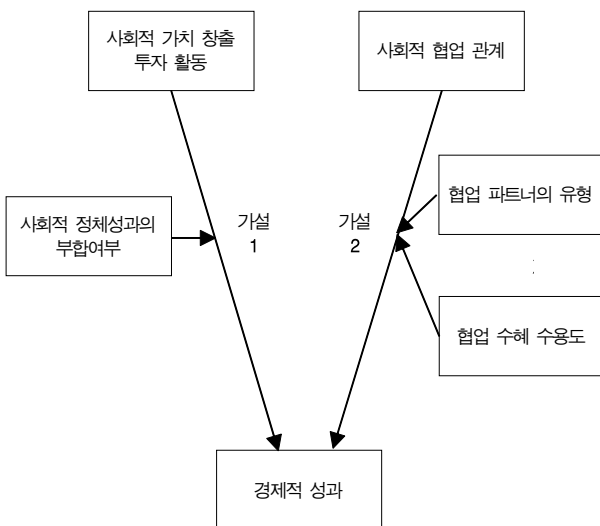 사회적 가치 창출
투자 활동
사회적 협업 관계
협업 파트너의 유형
사회적 정체성과의
부합여부
가설
1
가설
2
협업 수혜 수용도
경제적 성과